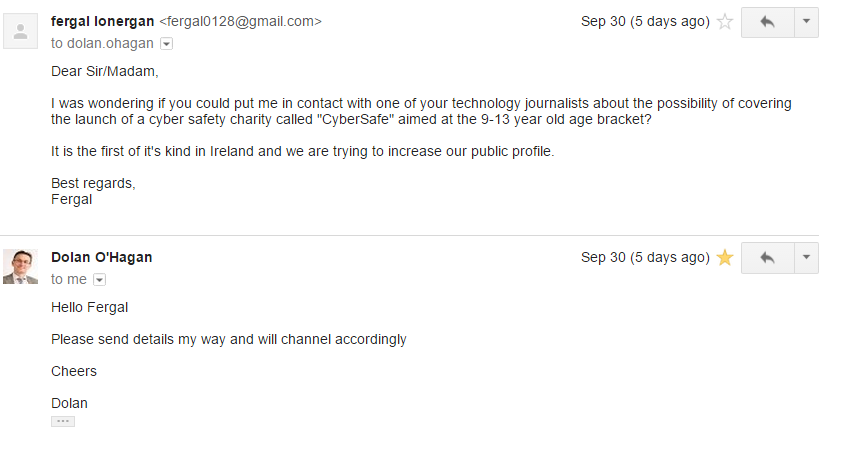 fergal lonergan <fergal0128@gmail.com> Sep 30 (5 days ago)
to dolan.ohagan
Dear Sir/Madam,
I was wondering if you could put me in contact with one of your technology journalists about the possibility of covering
the launch of a cyber safety charity called "CyberSafe" aimed at the 9-13 year old age bracket?
It is the first of it's kind in Ireland and we are trying to increase our public profile.
Best regards,
Fergal
Dolan O'Hagan Sep 30 (5 days ago)
to me
Hello Fergal
Please send details my way and will channel accordingly
Cheers
Dolan